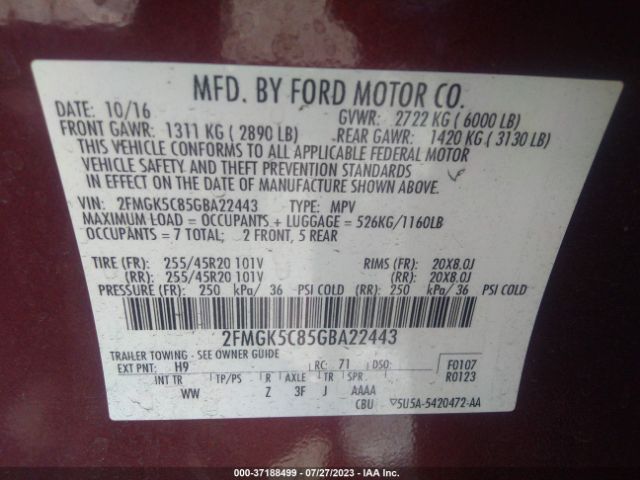 MFD. BY FORD MOTOR CO.
DATE: 10/16 GVWR: 2722 KG ( 6000 LB)
FRONT GAWR: 1311 KG ( 2890 LB) REAR GAWR: 1420 KG ( 3130 LB)
THIS VEHICLE CONFORMS TO ALL APPLICABLE FEDERAL MOTOR
VEHICLE SAFETY AND THEFT PREVENTION STANDARDS
IN EFFECT ON THE DATE OF MANUFACTURE SHOWN ABOVE.
VIN: 2FMGK5C85GBA22443 TYPE: MPV
MAXIMUM LOAD = OCCUPANTS + LUGGAGE = 526KG/1160LB
OCCUPANTS = 7 TOTAL; 2 FRONT, 5 REAR
TIRE (FR): 255/45R20 101V RIMS (FR): 20X8.0J
(RR): 255/45R20 101V (RR): 20X8.0J
PRESSURE (FR): 250 kPa/ 36 PSI COLD (RR): 250 kPa/ 36 PSI COLD
2FMGK5C85GBA22443
TRAILER TOWING - SEE OWNER GUIDE
EXT PNT: H9 RC: 71 DSO: F0107
R0123
INT TR TP/PS R AXLE TR SPR
WW Z 3F J AAAA
CBU ▽5U5A-5420472-AA
000-37188499 | 07/27/2023 | IAA Inc.